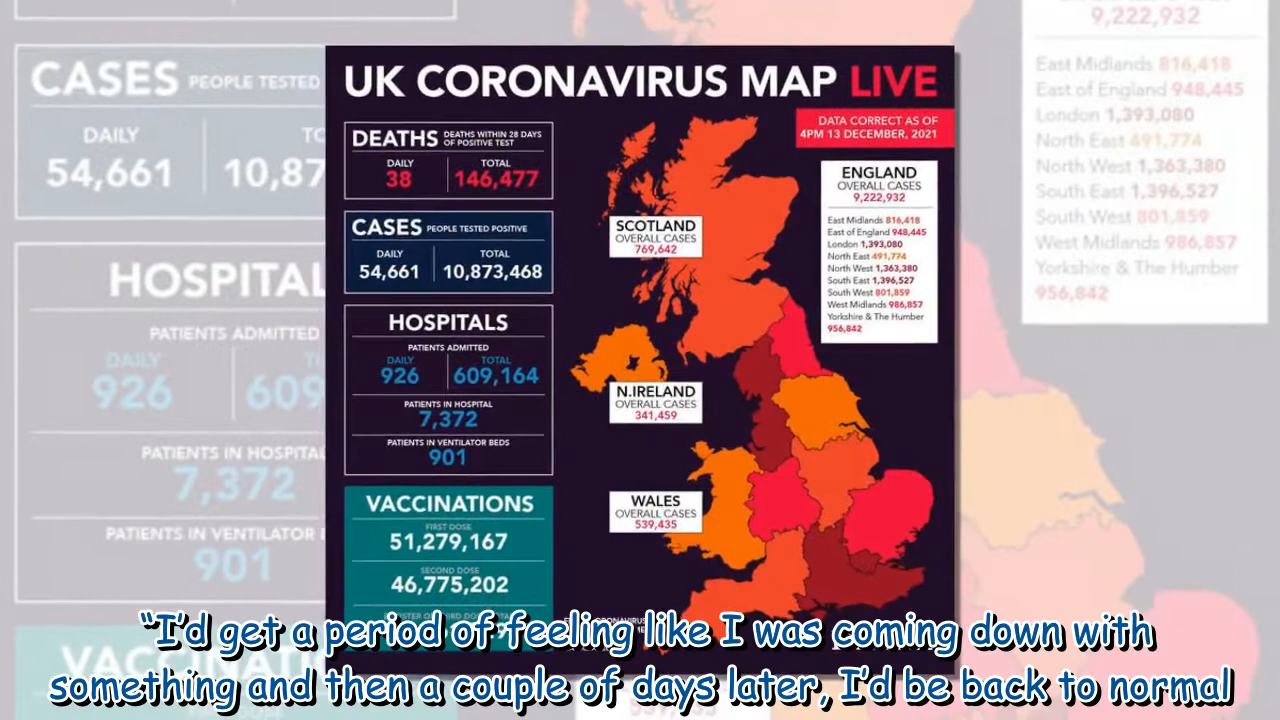 UK CORONAVIRUS MAP LIVE
DATA CORRECT AS OF
4PM 13 DECEMBER, 2021
DEATHS DEATHS WITHIN 28 DAYS
OF POSITIVE TEST
DAILY TOTAL
38 146,477
CASES PEOPLE TESTED POSITIVE
DAILY TOTAL
54,661 10,873,468
HOSPITALS
PATIENTS ADMITTED
DAILY TOTAL
926 609,164
PATIENTS IN HOSPITAL
7,372
PATIENTS IN VENTILATOR BEDS
901
VACCINATIONS
FIRST DOSE
51,279,167
SECOND DOSE
46,775,202
SCOTLAND
OVERALL CASES
769,642
N.IRELAND
OVERALL CASES
341,459
WALES
OVERALL CASES
539,435
ENGLAND
OVERALL CASES
9,222,932
East Midlands 816,418
East of England 948,445
London 1,393,080
North East 491,774
North West 1,363,380
South East 1,396,527
South West 801,859
West Midlands 986,857
Yorkshire & The Humber
956,842
CASES PEOPLE TESTED
DAILY
54,661 10,87
HOSPITAL
PATIENTS ADMITTED
DAILY
926 609
PATIENTS IN HOSPITAL
7,372
PATIENTS IN VENTILATOR
901
9,222,932
East Midlands 816,418
East of England 948,445
London 1,393,080
North East 491,774
North West 1,363,380
South East 1,396,527
South West 801,859
West Midlands 986,857
Yorkshire & The Humber
956,842
“I’d get a period of feeling like I was coming down with
something and then a couple of days later, I’d be back to normal